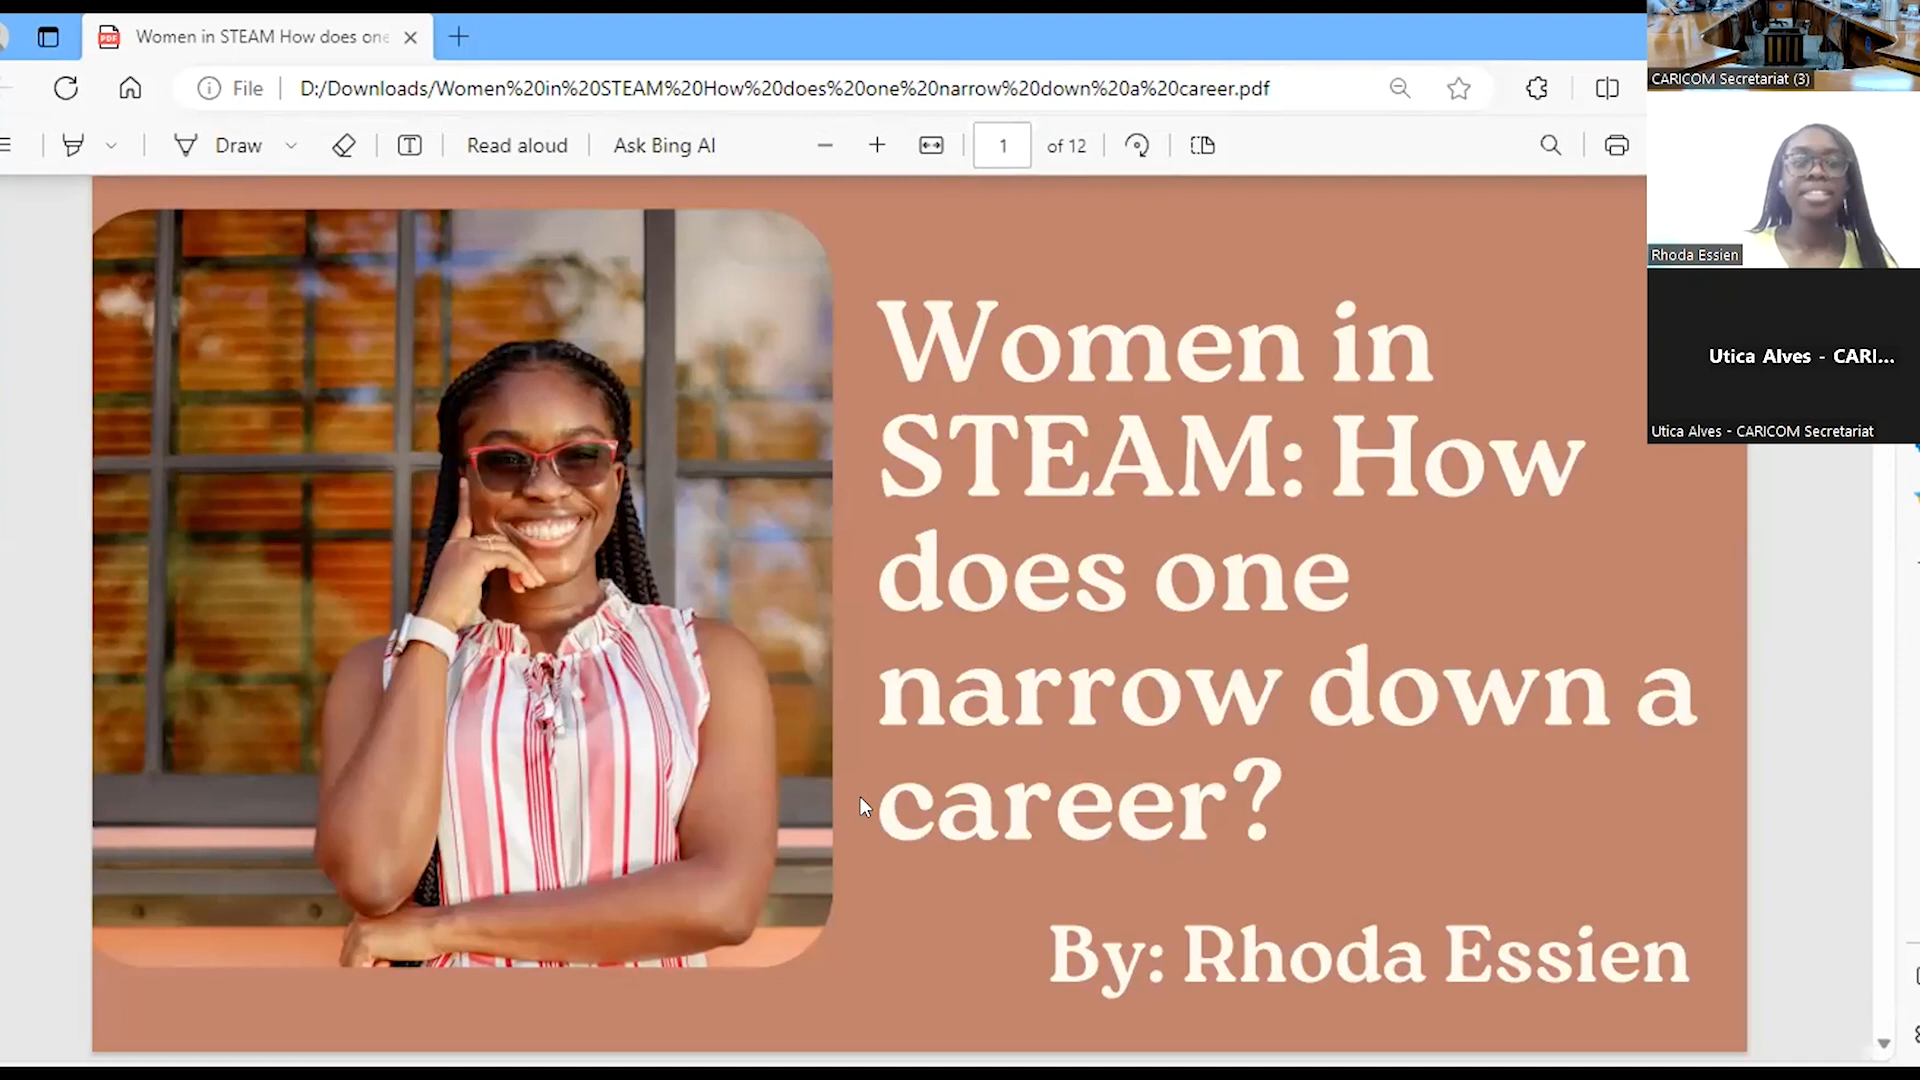 Women in STEAM How does one
File
D:/Downloads/Women%20in%20STEAM%20How%20does%20one%20narrow%20down%20a%20career.pdf
Draw
Read aloud
Ask Bing AI
1
of 12
CARICOM Secretariat (3)
Rhoda Essien
Utica Alves - CARI...
Utica Alves - CARICOM Secretariat
Women in
STEAM: How
does one
narrow down a
career?
By: Rhoda Essien